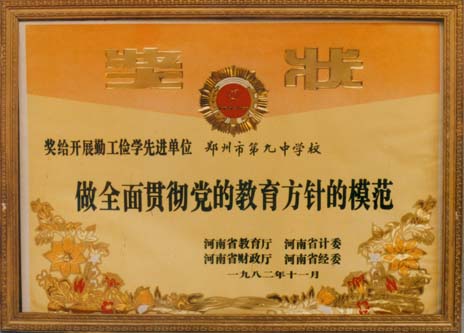 奖状
奖给开展勤工俭学先进单位 郑州市第九中学校
做全面贯彻党的教育方针的模范
河南省教育厅 河南省计委
河南省财政厅 河南省经委
一九八二年十一月